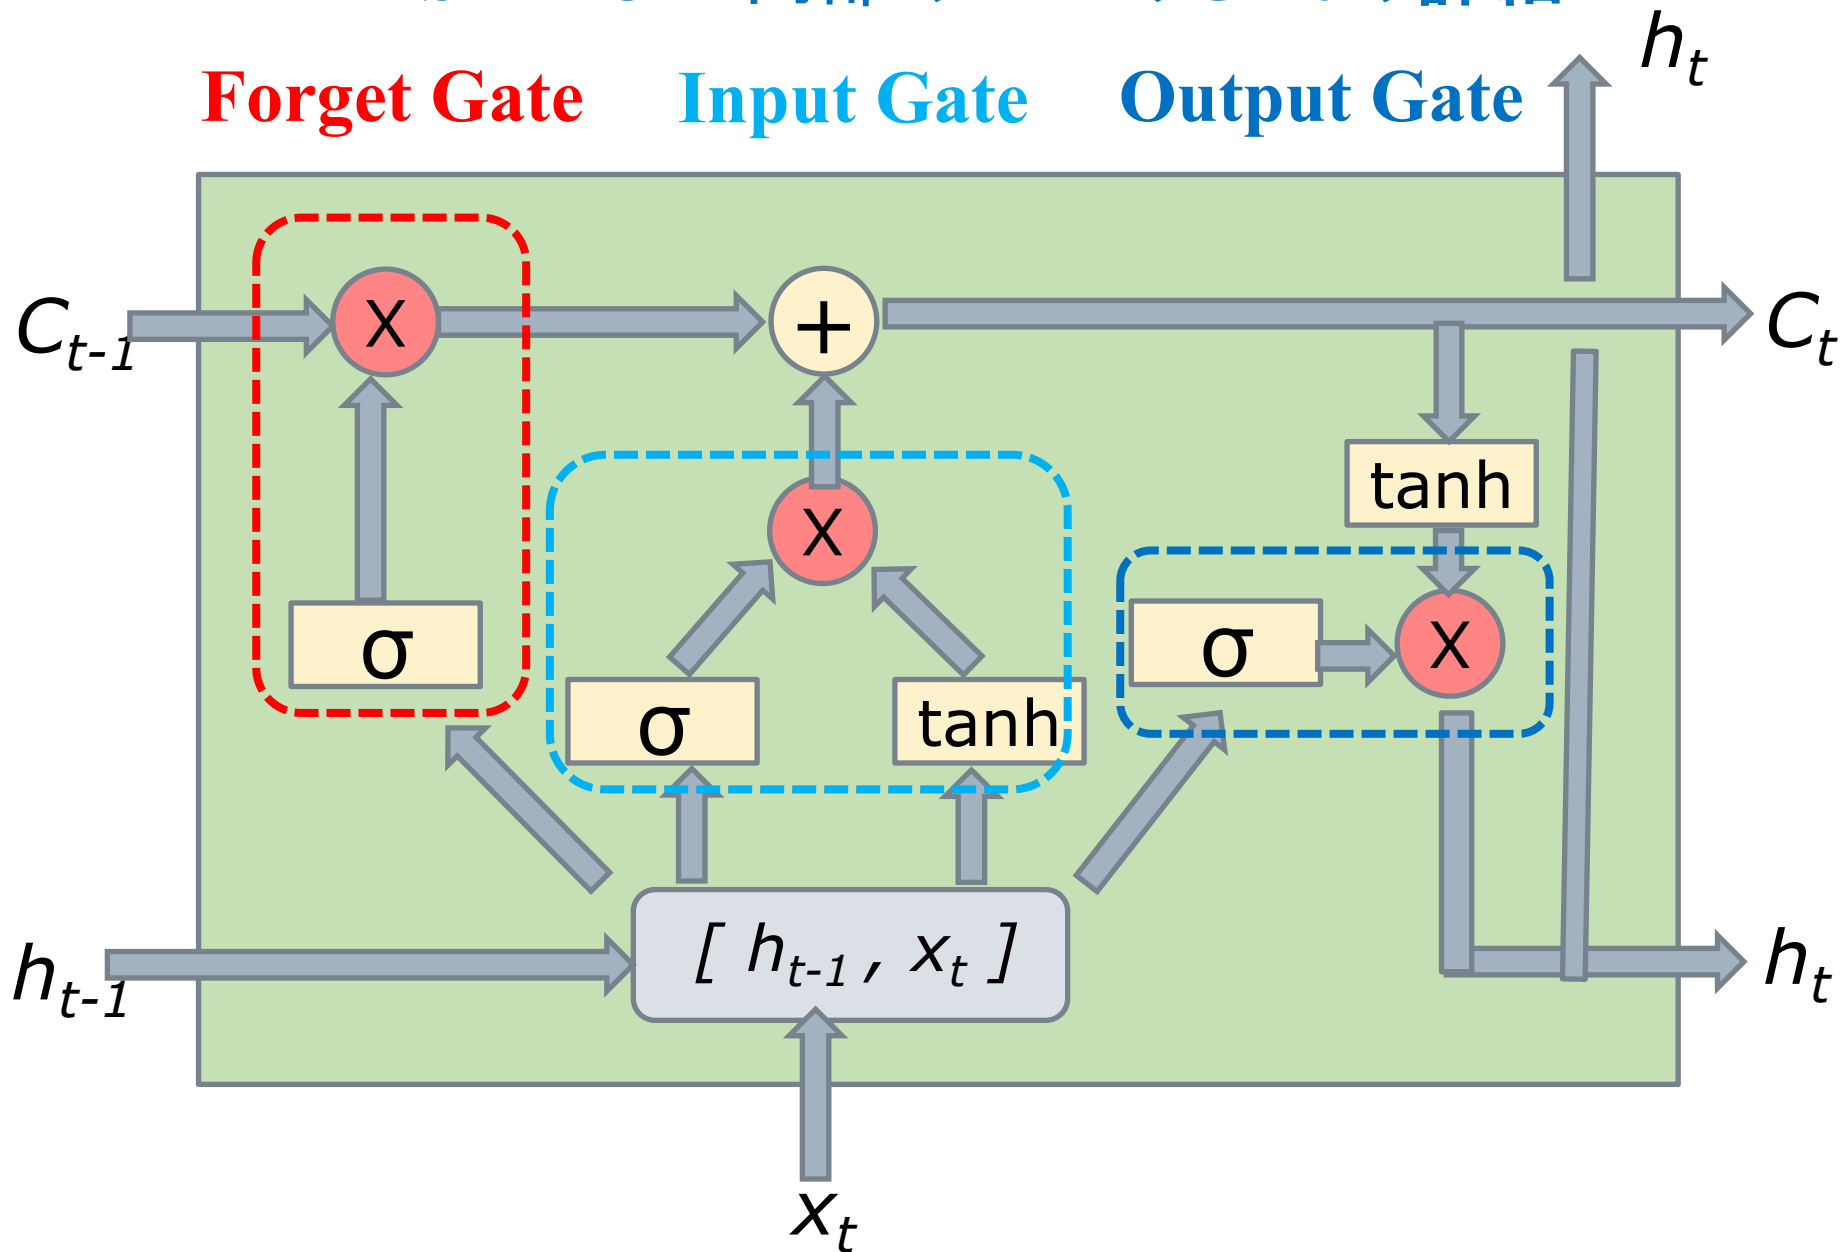 h_t
Forget Gate Input Gate Output Gate
C_{t-1} X + C_t
tanh
X
σ σ X
σ tanh
h_{t-1} [ h_{t-1} , x_t ] h_t
x_t